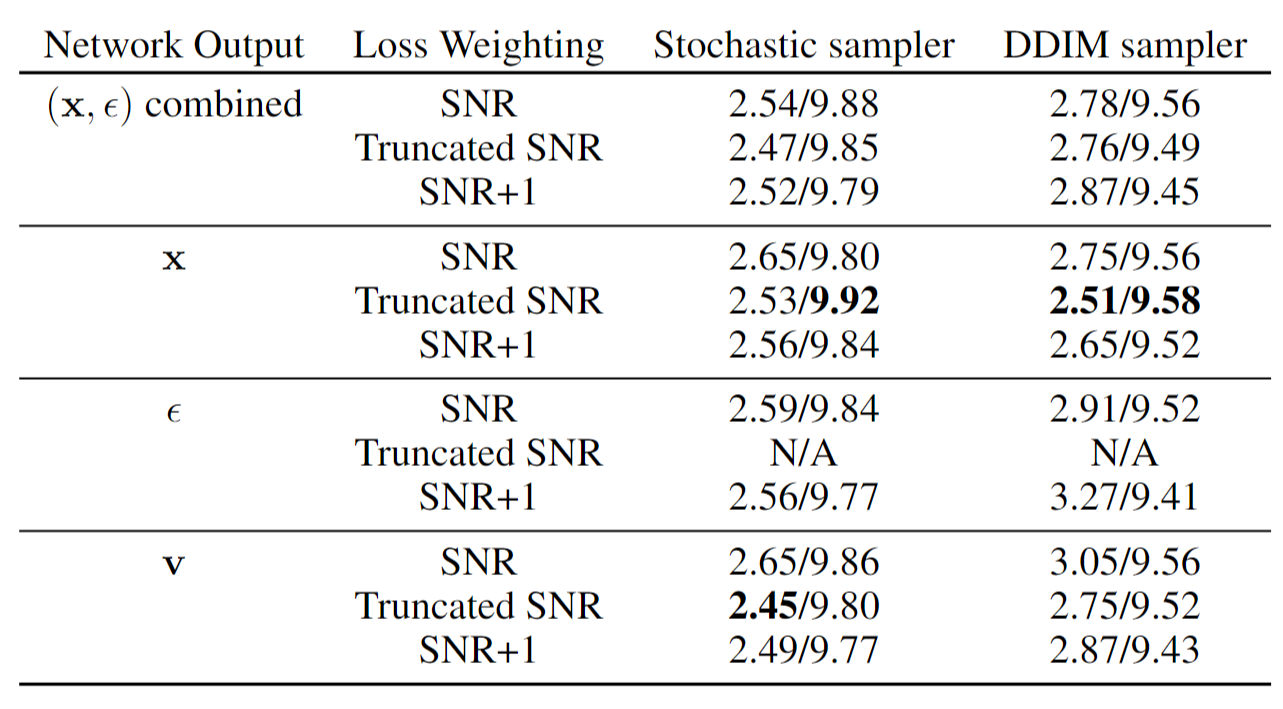 Network Output Loss Weighting Stochastic sampler DDIM sampler
(x, ϵ) combined SNR 2.54/9.88 2.78/9.56
Truncated SNR 2.47/9.85 2.76/9.49
SNR+1 2.52/9.79 2.87/9.45
x SNR 2.65/9.80 2.75/9.56
Truncated SNR 2.53/9.92 2.51/9.58
SNR+1 2.56/9.84 2.65/9.52
ϵ SNR 2.59/9.84 2.91/9.52
Truncated SNR N/A N/A
SNR+1 2.56/9.77 3.27/9.41
v SNR 2.65/9.86 3.05/9.56
Truncated SNR 2.45/9.80 2.75/9.52
SNR+1 2.49/9.77 2.87/9.43